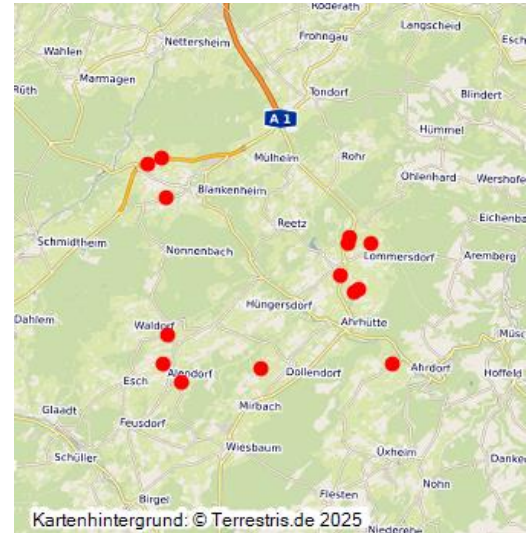 Roderath
Langscheid
Nettersheim
Frohngau
Wahlen
Esch
Marmagen
Rüth
Tondorf
Blindert
A 1
Hümmel
Mülheim
Rohr
Ohlenhard
Wershofe
Blankenheim
Eichenba
Reetz
Schmidtheim
Nonnenbach
Lommersdorf
Aremberg
Hüngersdorf
Dahlem
Waldorf
Ahrhütte
Müsc
Esch
Alendorf
Dollendorf
Ahrdorf
Hoffeld
Glaadt
Mirbach
Feusdorf
Wiesbaum
Üxheim
Schüller
Danke
Nohn
Birgel
Flesten
Kartenhintergrund: © Terrestris.de 2025
Niederehe